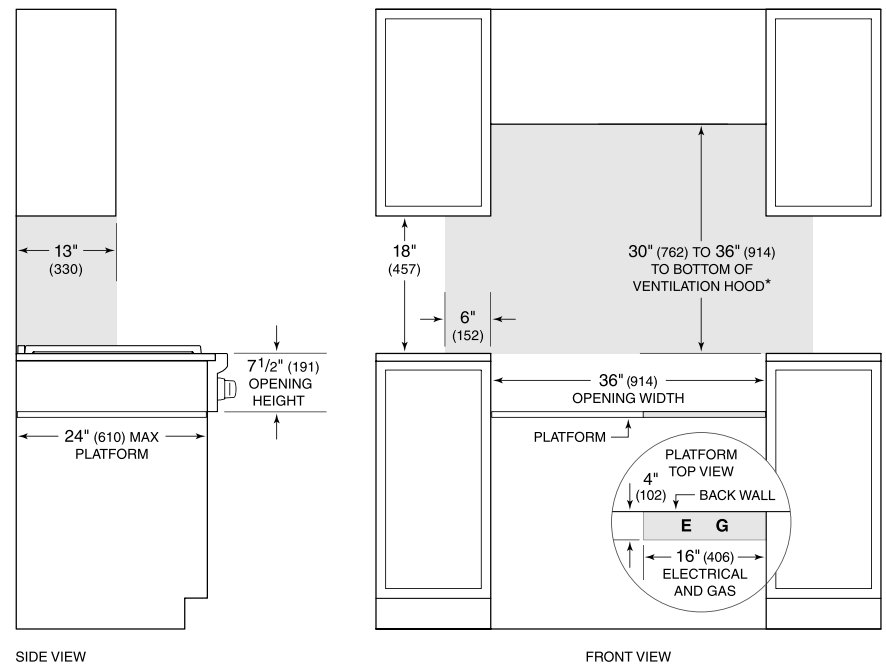 13"
(330)
7 1/2" (191)
OPENING
HEIGHT
24" (610) MAX
PLATFORM
SIDE VIEW
18"
(457)
6"
(152)
30" (762) TO 36" (914)
TO BOTTOM OF
VENTILATION HOOD*
36" (914)
OPENING WIDTH
PLATFORM
PLATFORM
TOP VIEW
4"
(102)
BACK WALL
E G
16" (406)
ELECTRICAL
AND GAS
FRONT VIEW